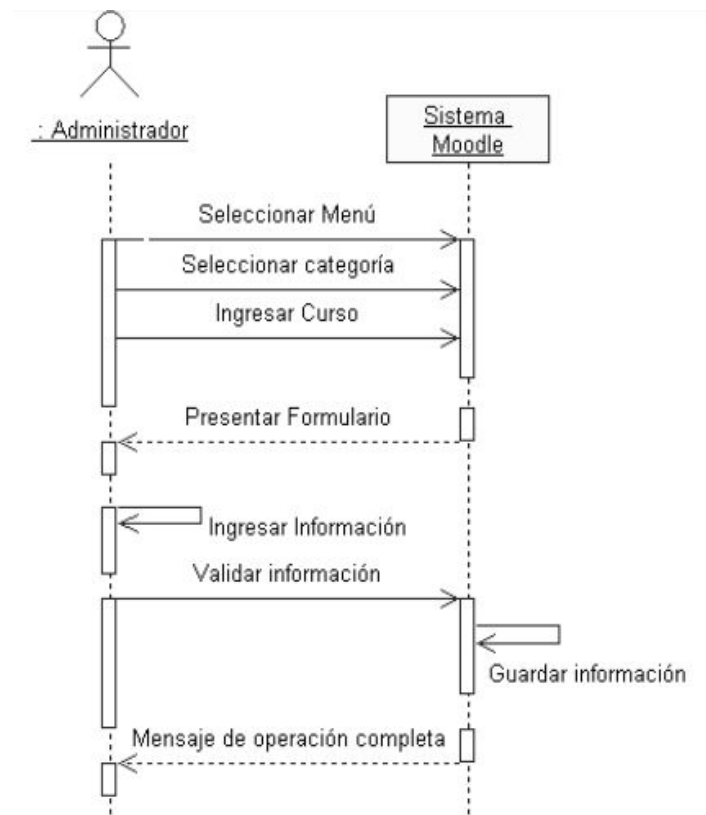 : Administrador
Sistema
Moodle
Seleccionar Menú
Seleccionar categoría
Ingresar Curso
Presentar Formulario
Ingresar Información
Validar información
Guardar información
Mensaje de operación completa